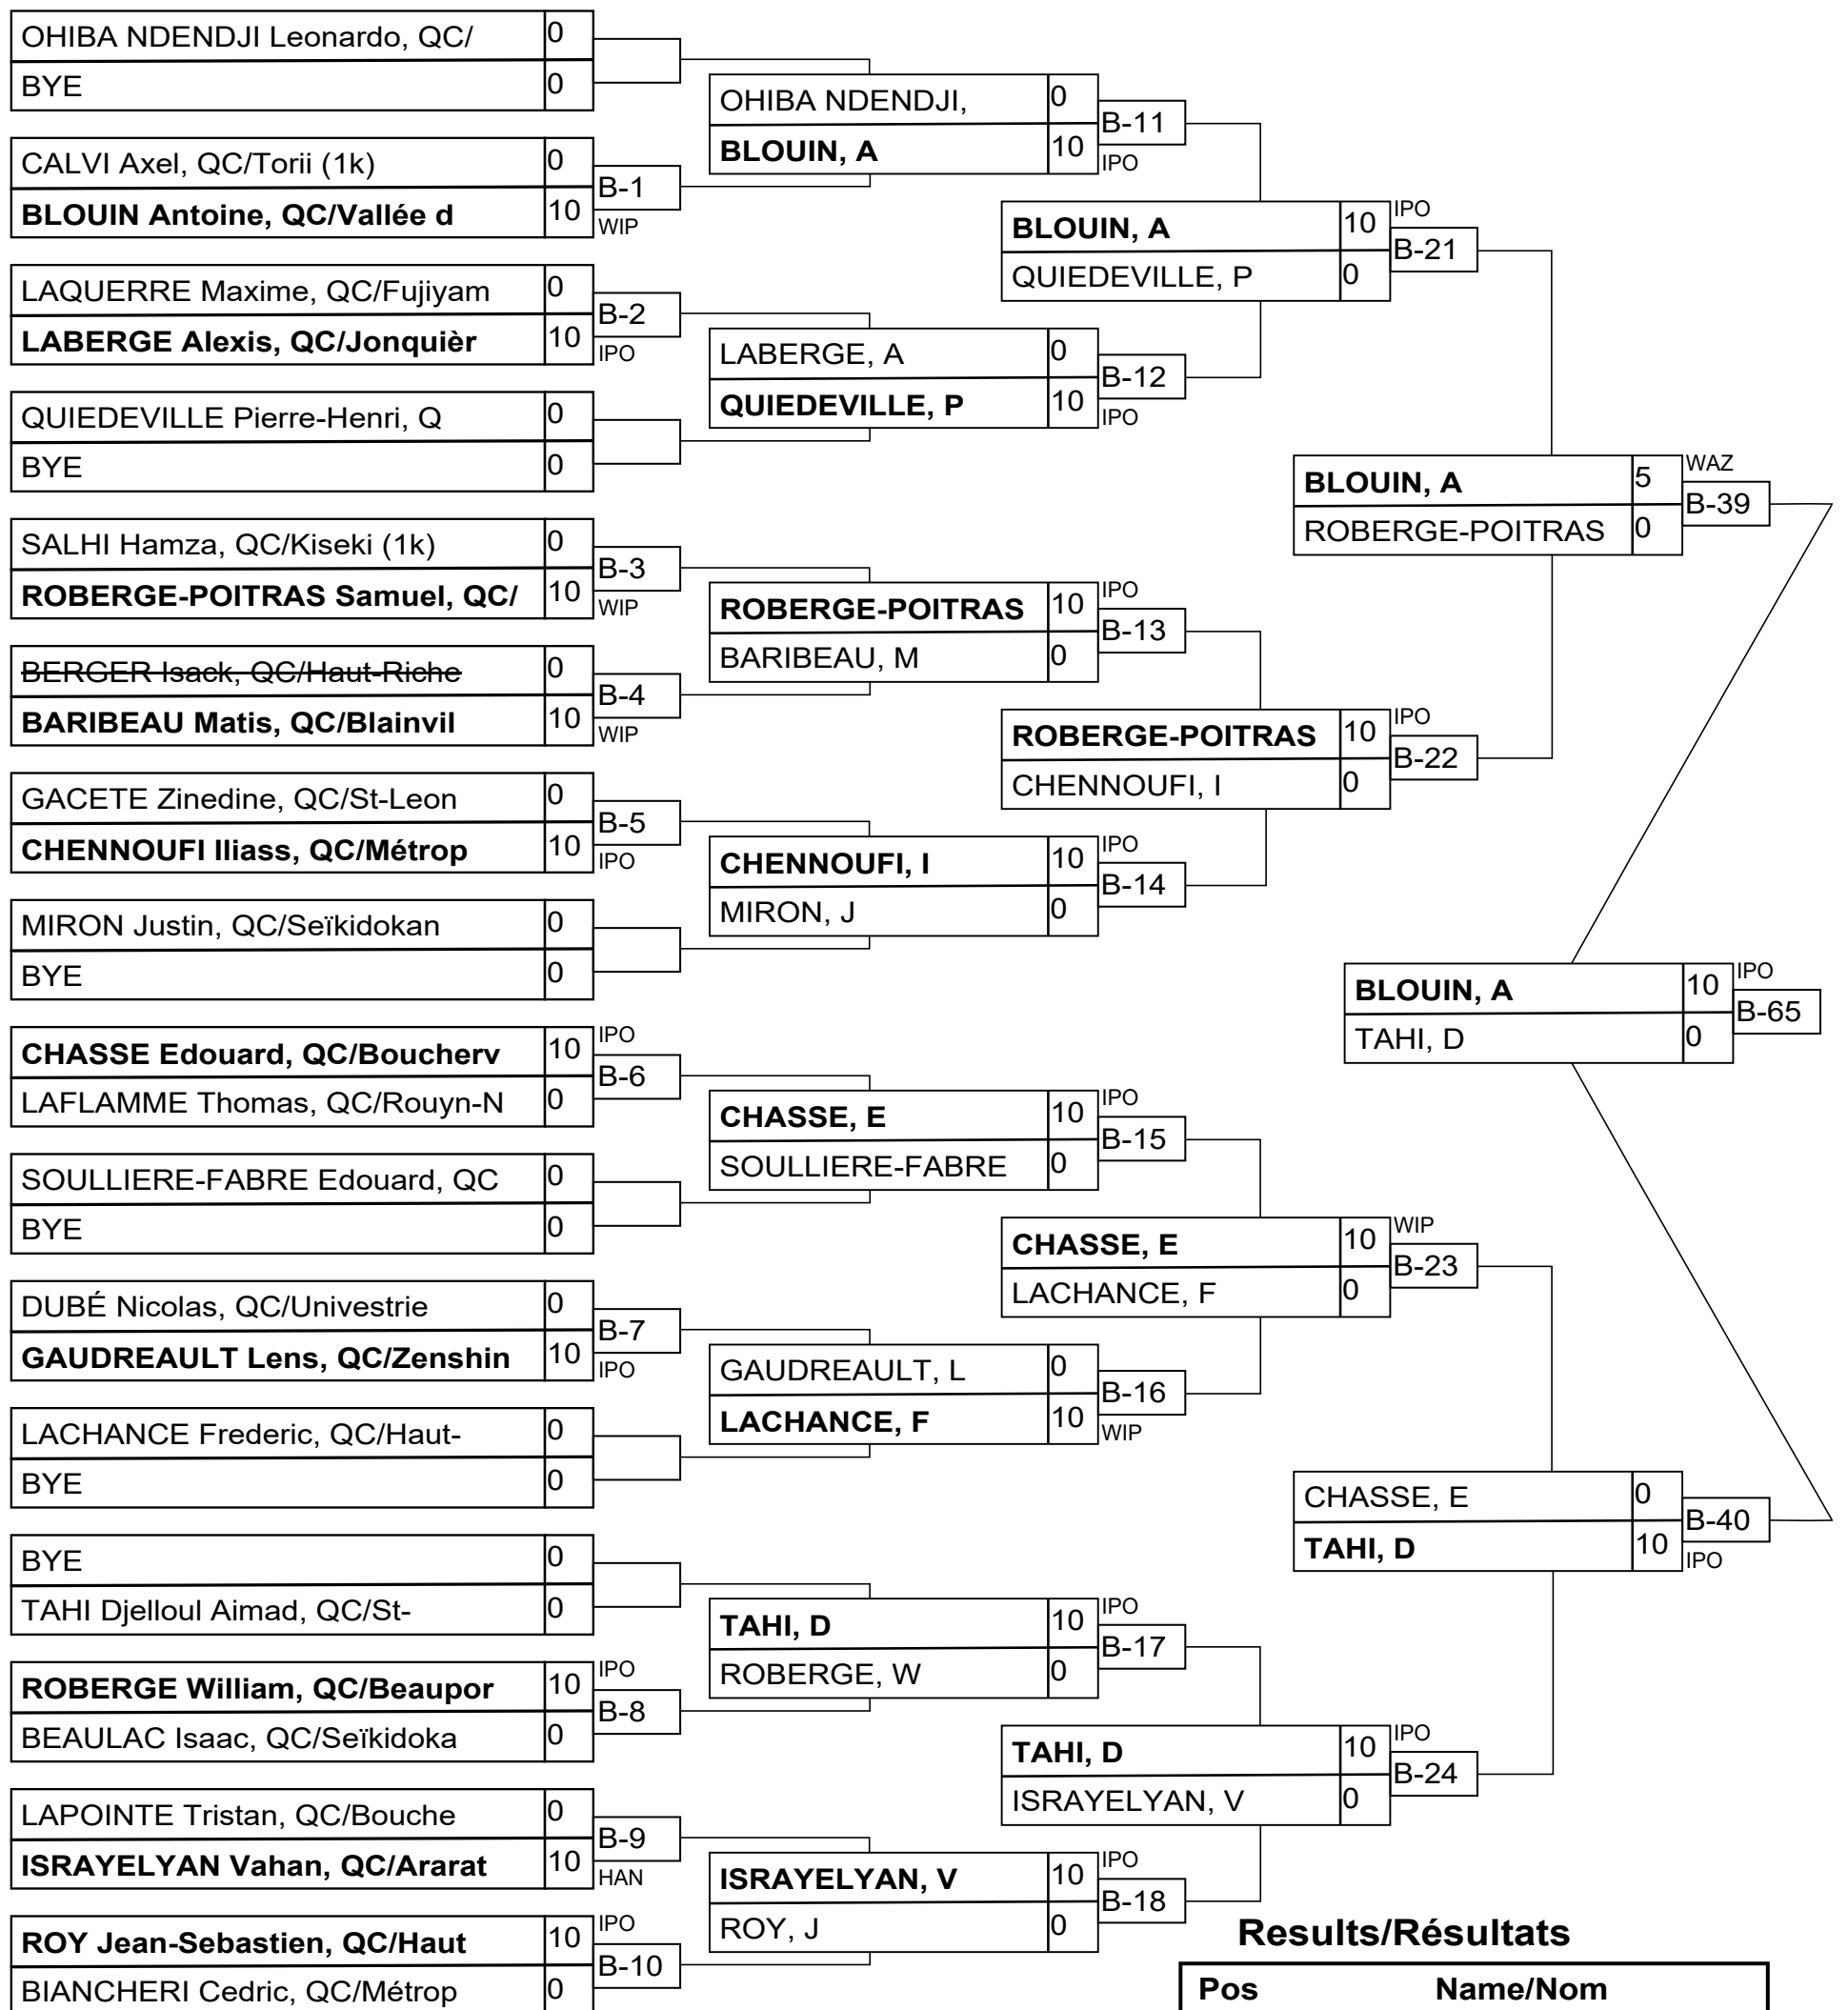 OHIBA NDENDJI Leonardo, QC/ 0
BYE 0
CALVI Axel, QC/Torii (1k) 0
BLOUIN Antoine, QC/Vallée d 10
B-1
WIP
LAQUERRE Maxime, QC/Fujiyam 0
LABERGE Alexis, QC/Jonquièr 10
B-2
IPO
QUIEDEVILLE Pierre-Henri, Q 0
BYE 0
SALHI Hamza, QC/Kiseki (1k) 0
ROBERGE-POITRAS Samuel, QC/ 10
B-3
WIP
BERGER Isack, QC/Haut-Riche 0
BARIBEAU Matis, QC/Blainvil 10
B-4
WIP
GACETE Zinedine, QC/St-Leon 0
CHENNOUFI Iliass, QC/Métrop 10
B-5
IPO
MIRON Justin, QC/Seïkidokan 0
BYE 0
CHASSE Edouard, QC/Boucherv 10
LAFLAMME Thomas, QC/Rouyn-N 0
IPO
B-6
SOULLIERE-FABRE Edouard, QC 0
BYE 0
DUBÉ Nicolas, QC/Univestrie 0
GAUDREAULT Lens, QC/Zenshin 10
B-7
IPO
LACHANCE Frederic, QC/Haut- 0
BYE 0
BYE 0
TAHI Djelloul Aimad, QC/St- 0
ROBERGE William, QC/Beaupor 10
BEAULAC Isaac, QC/Seïkidoka 0
IPO
B-8
LAPOINTE Tristan, QC/Bouche 0
ISRAYELYAN Vahan, QC/Ararat 10
B-9
HAN
ROY Jean-Sebastien, QC/Haut 10
BIANCHERI Cedric, QC/Métrop 0
IPO
B-10
OHIBA NDENDJI, 0
BLOUIN, A 10
B-11
IPO
LABERGE, A 0
QUIEDEVILLE, P 10
B-12
IPO
ROBERGE-POITRAS 10
BARIBEAU, M 0
IPO
B-13
CHENNOUFI, I 10
MIRON, J 0
IPO
B-14
CHASSE, E 10
SOULLIERE-FABRE 0
IPO
B-15
GAUDREAULT, L 0
LACHANCE, F 10
B-16
WIP
TAHI, D 10
ROBERGE, W 0
IPO
B-17
ISRAYELYAN, V 10
ROY, J 0
IPO
B-18
BLOUIN, A 10
QUIEDEVILLE, P 0
IPO
B-21
ROBERGE-POITRAS 10
CHENNOUFI, I 0
IPO
B-22
CHASSE, E 10
LACHANCE, F 0
WIP
B-23
TAHI, D 10
ISRAYELYAN, V 0
IPO
B-24
BLOUIN, A 5
ROBERGE-POITRAS 0
WAZ
B-39
CHASSE, E 0
TAHI, D 10
B-40
IPO
BLOUIN, A 10
TAHI, D 0
IPO
B-65
Results/Résultats
Pos Name/Nom